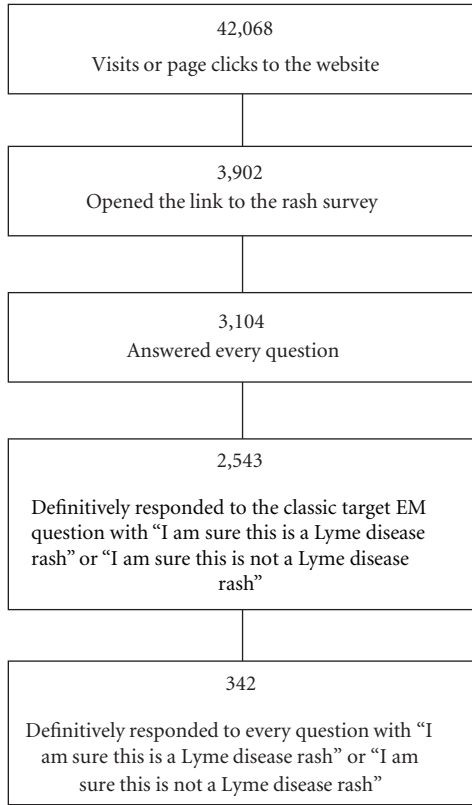 42,068
Visits or page clicks to the website
3,902
Opened the link to the rash survey
3,104
Answered every question
2,543
Definitively responded to the classic target EM
question with “I am sure this is a Lyme disease
rash” or “I am sure this is not a Lyme disease
rash”
342
Definitively responded to every question with “I
am sure this is a Lyme disease rash” or “I am
sure this is not a Lyme disease rash”